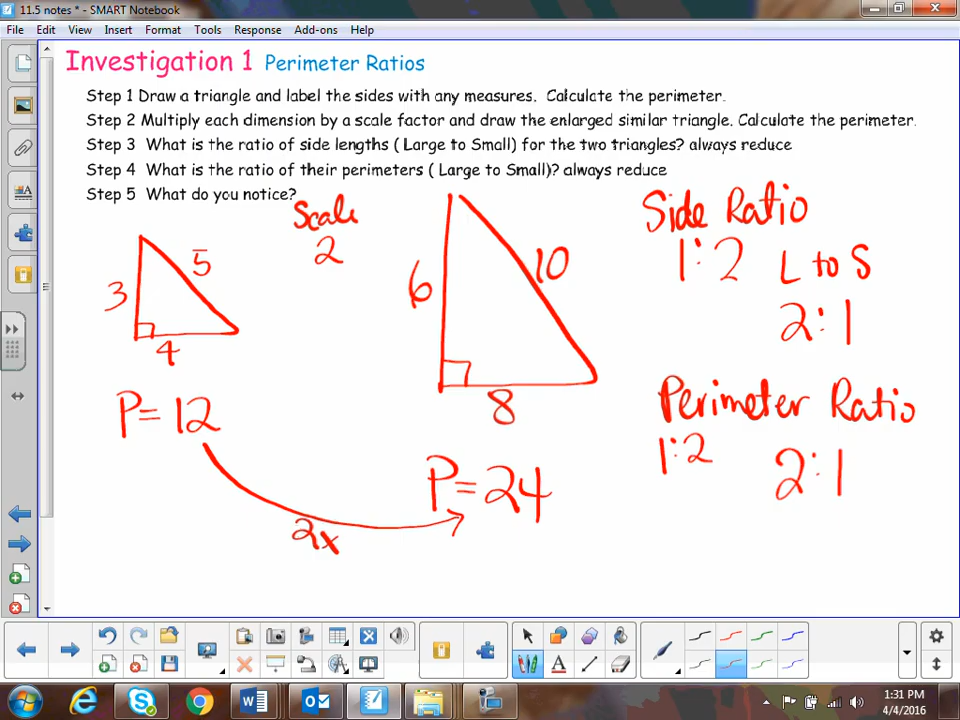 11.5 notes * - SMART Notebook
File Edit View Insert Format Tools Response Add-ons Help
Investigation 1 Perimeter Ratios
Step 1 Draw a triangle and label the sides with any measures. Calculate the perimeter.
Step 2 Multiply each dimension by a scale factor and draw the enlarged similar triangle. Calculate the perimeter.
Step 3 What is the ratio of side lengths ( Large to Small) for the two triangles? always reduce
Step 4 What is the ratio of their perimeters ( Large to Small)? always reduce
Step 5 What do you notice?
Scale
2
3
5
4
P=12
6
10
8
P=24
2x
Side Ratio
1:2 L to S
2:1
Perimeter Ratio
1:2 2:1
1:31 PM
4/4/2016